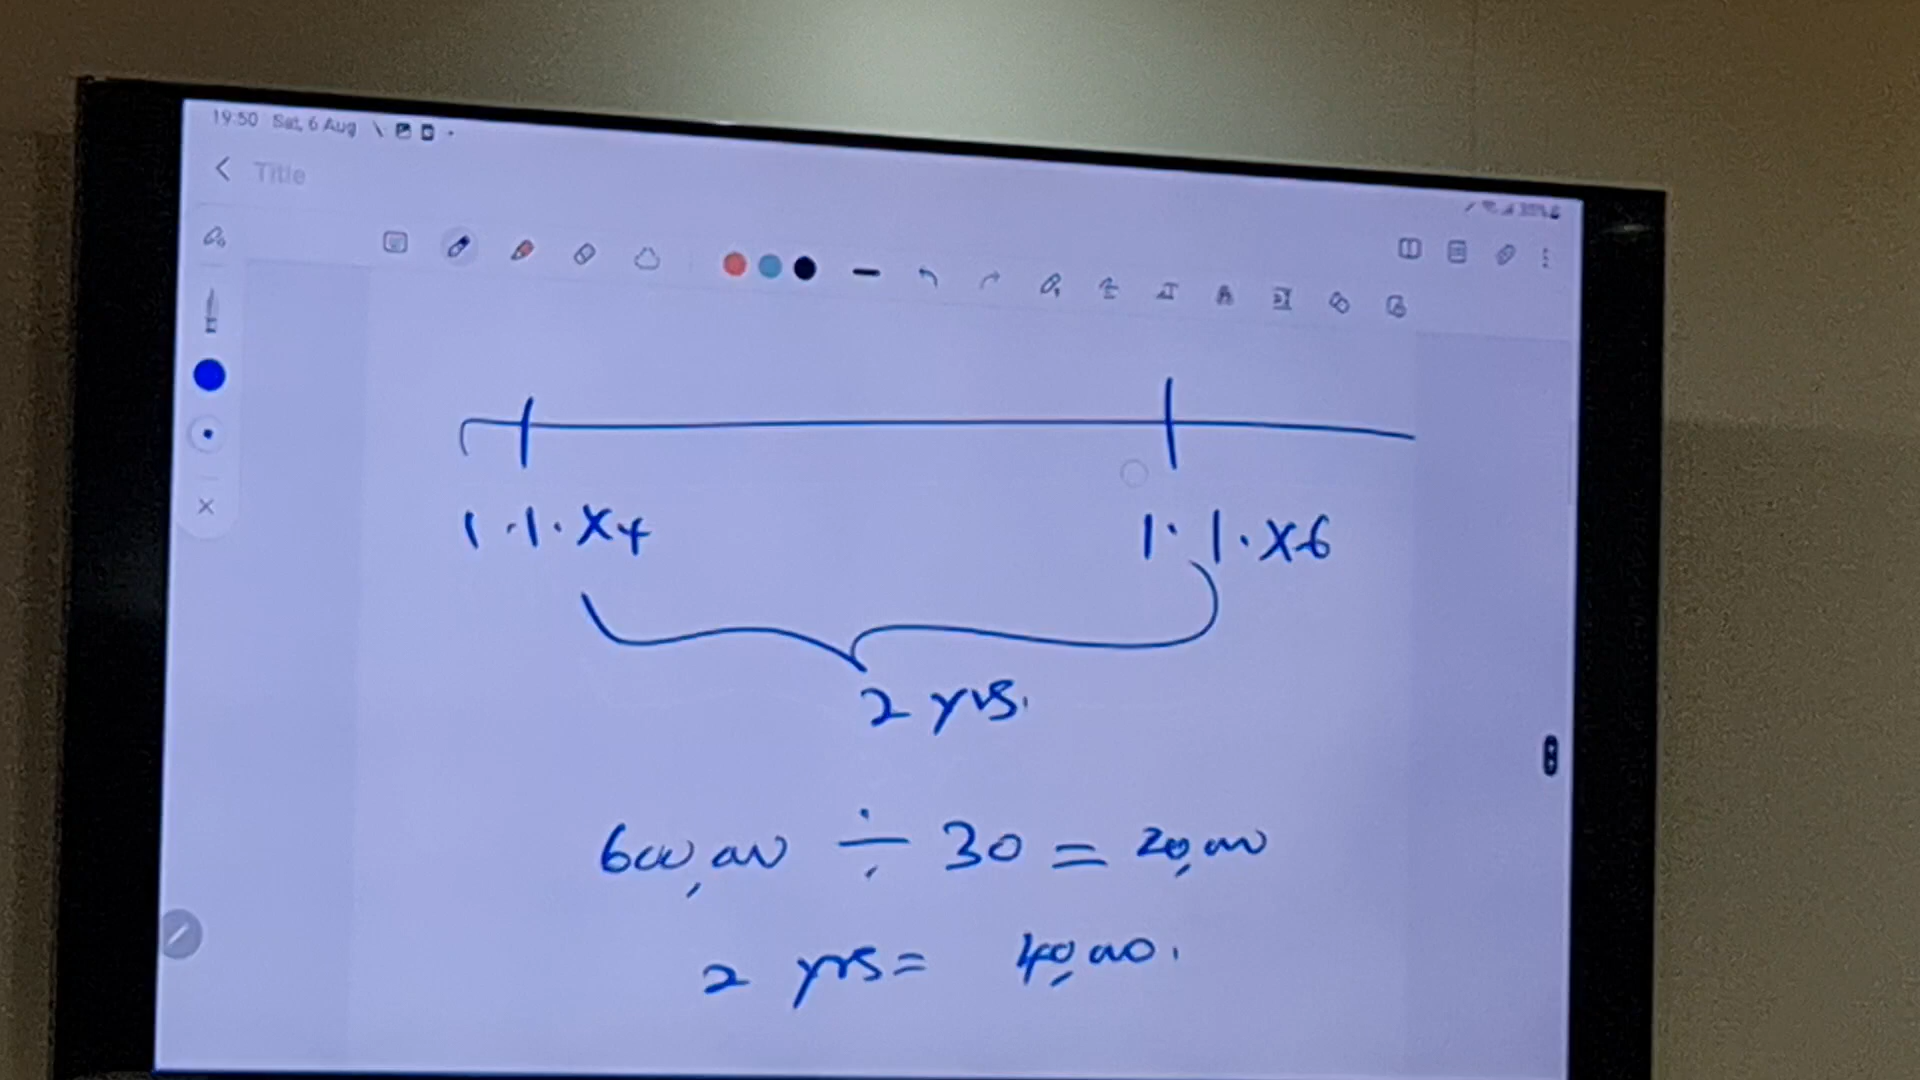 19:50 Sat, 6 Aug
Title
1.1.X4 1.1.X6
2 yrs.
600,000 ÷ 30 = 20,000
2 yrs = 40,000.